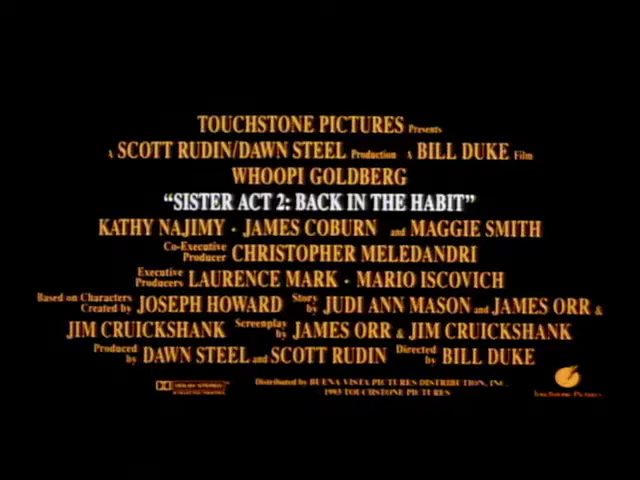 TOUCHSTONE PICTURES Presents
A SCOTT RUDIN/DAWN STEEL Production A BILL DUKE Film
WHOOPI GOLDBERG
“SISTER ACT 2: BACK IN THE HABIT”
KATHY NAJIMY · JAMES COBURN and MAGGIE SMITH
Co-Executive Producer CHRISTOPHER MELEDANDRI
Executive Producers LAURENCE MARK · MARIO ISCOVICH
Based on Characters Created by JOSEPH HOWARD Story by JUDI ANN MASON and JAMES ORR &
JIM CRUICKSHANK Screenplay by JAMES ORR & JIM CRUICKSHANK
Produced by DAWN STEEL and SCOTT RUDIN Directed by BILL DUKE
Distributed by BUENA VISTA PICTURES DISTRIBUTION, INC.
1993 TOUCHSTONE PICTURES
Touchstone Pictures